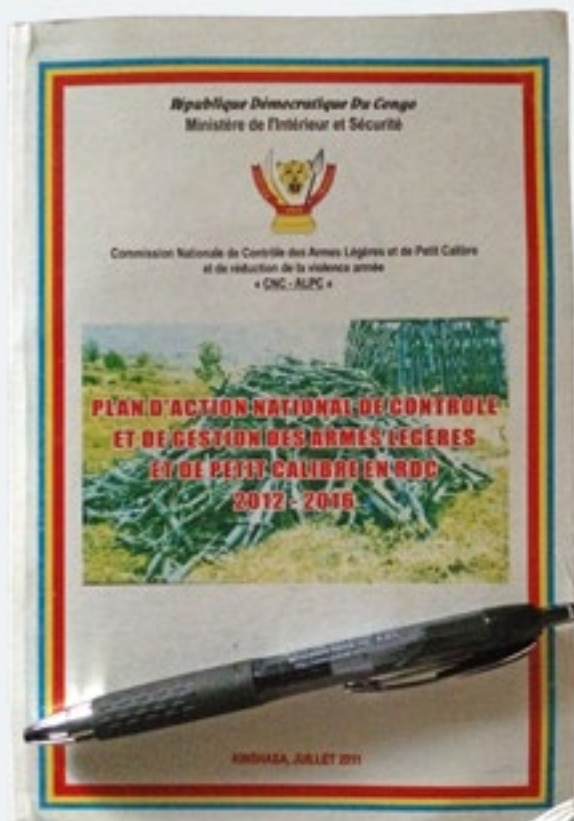 République Démocratique Du Congo
Ministère de l'Intérieur et Sécurité
Commission Nationale de Contrôle des Armes Légères et de Petit Calibre
et de réduction de la violence armée
« CNC - ALPC »
PLAN D'ACTION NATIONAL DE CONTROLE
ET DE GESTION DES ARMES LEGERES
ET DE PETIT CALIBRE EN RDC
2012 - 2016
KINSHASA, JUILLET 2011